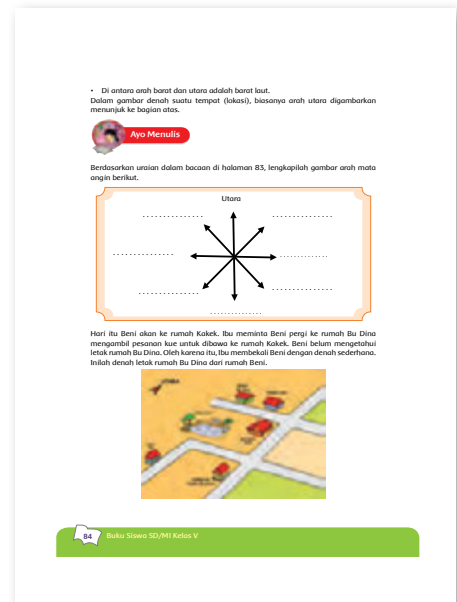 • Di antara arah barat dan utara adalah barat laut.
Dalam gambar denah suatu tempat (lokasi), biasanya arah utara digambarkan
menunjuk ke bagian atas.
Ayo Menulis
Berdasarkan uraian dalam bacaan di halaman 83, lengkapilah gambar arah mata
angin berikut.
Utara
Hari itu Beni akan ke rumah Kakek. Ibu meminta Beni pergi ke rumah Bu Dina
mengambil pesanan kue untuk dibawa ke rumah Kakek. Beni belum mengetahui
letak rumah Bu Dina. Oleh karena itu, Ibu membekali Beni dengan denah sederhana.
Inilah denah letak rumah Bu Dina dari rumah Beni.
84 Buku Siswa SD/MI Kelas V